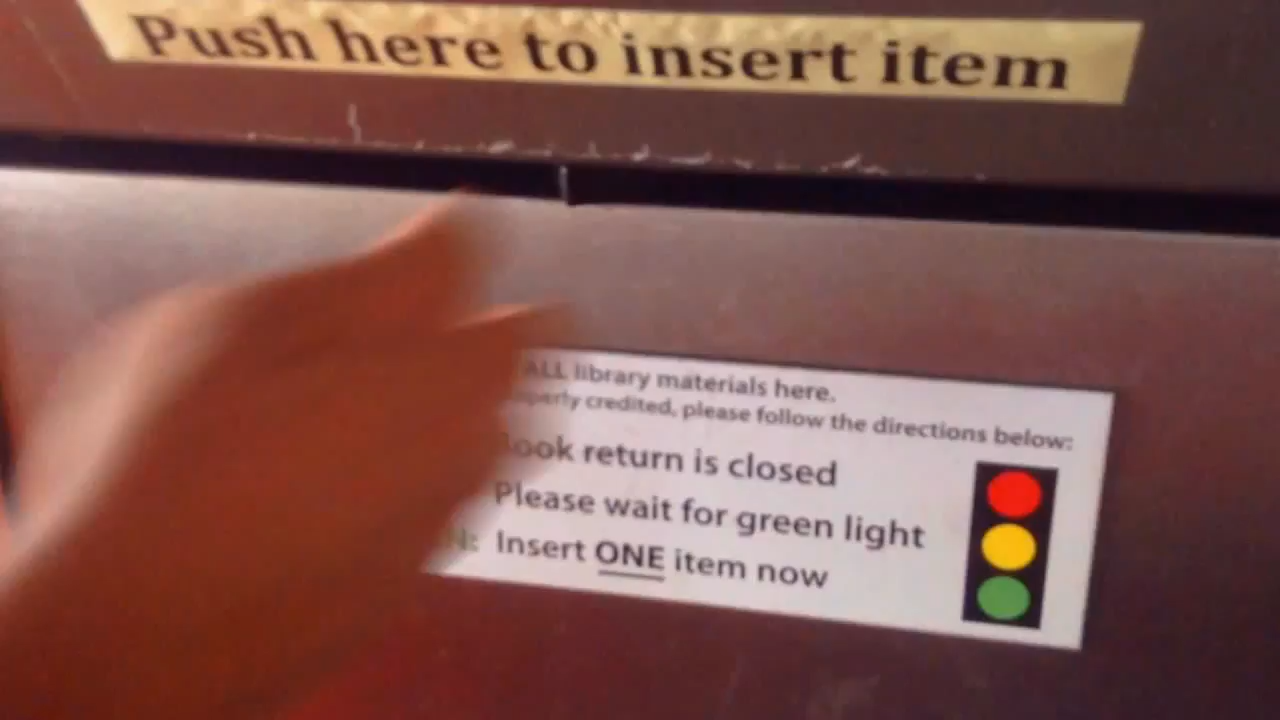 Push here to insert item
ALL library materials here.
credited, please follow the directions below:
Book return is closed
Please wait for green light
Insert ONE item now